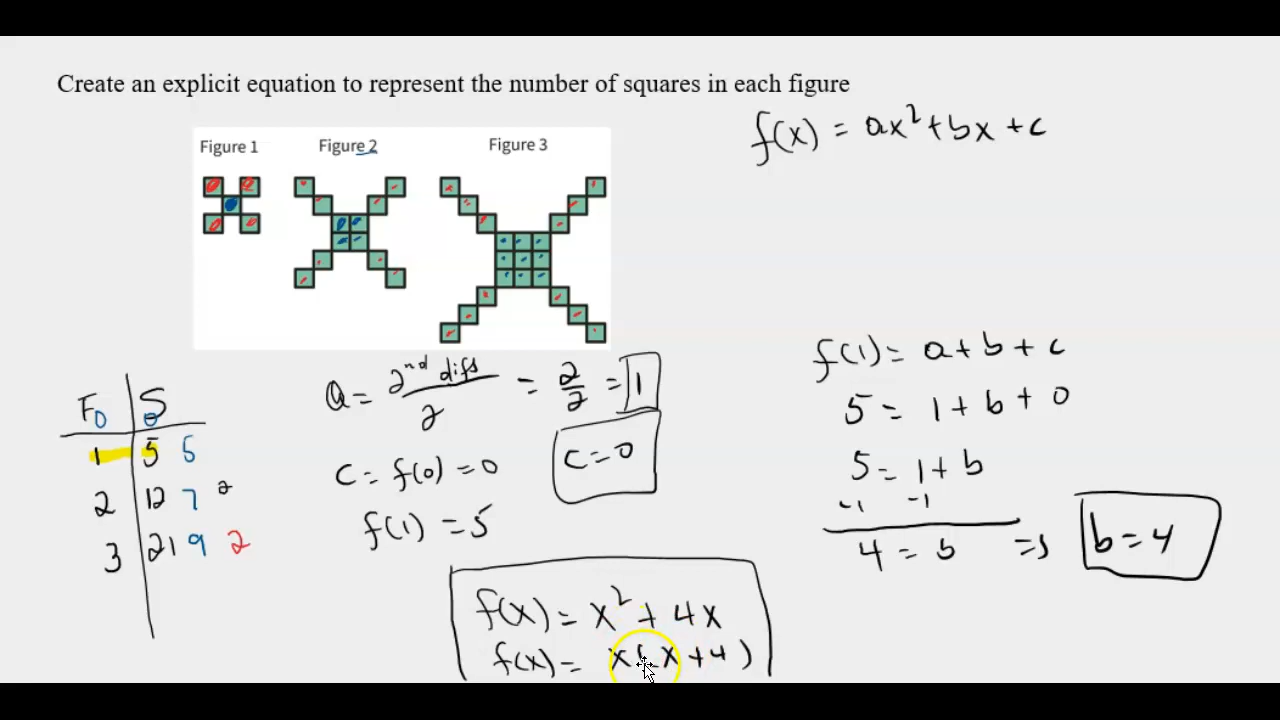 Create an explicit equation to represent the number of squares in each figure
f(x) = ax² + bx + c
Figure 1 Figure 2 Figure 3
a = 2nd difs / 2 = 2/2 = 1
c = f(0) = 0
c = 0
f(1) = 5
F S
0 0
1 5 5
2 12 7 2
3 21 9 2
f(1) = a + b + c
5 = 1 + b + 0
5 = 1 + b
-1 -1
4 = b => b = 4
f(x) = x² + 4x
f(x) = x(x + 4)